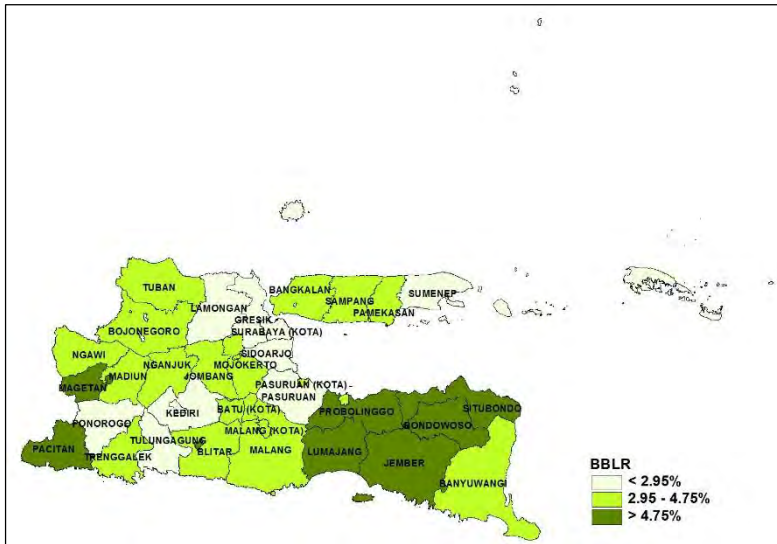 TUBAN
BANGKALAN
SAMPANG
SUMENEP
PAMEKASAN
LAMONGAN
GRESIK
SURABAYA (KOTA)
BOJONEGORO
SIDOARJO
NGAWI
NGANJUK
MOJOKERTO
MADIUN
JOMBANG
MAGETAN
PASURUAN (KOTA)
PASURUAN
KEDIRI
BATU (KOTA)
PROBOLINGGO
SITUBONDO
PONOROGO
BONDOWOSO
TULUNGAGUNG
MALANG (KOTA)
PACITAN
TRENGGALEK
BLITAR
MALANG
LUMAJANG
JEMBER
BANYUWANGI
BBLR
< 2.95%
2.95 - 4.75%
> 4.75%